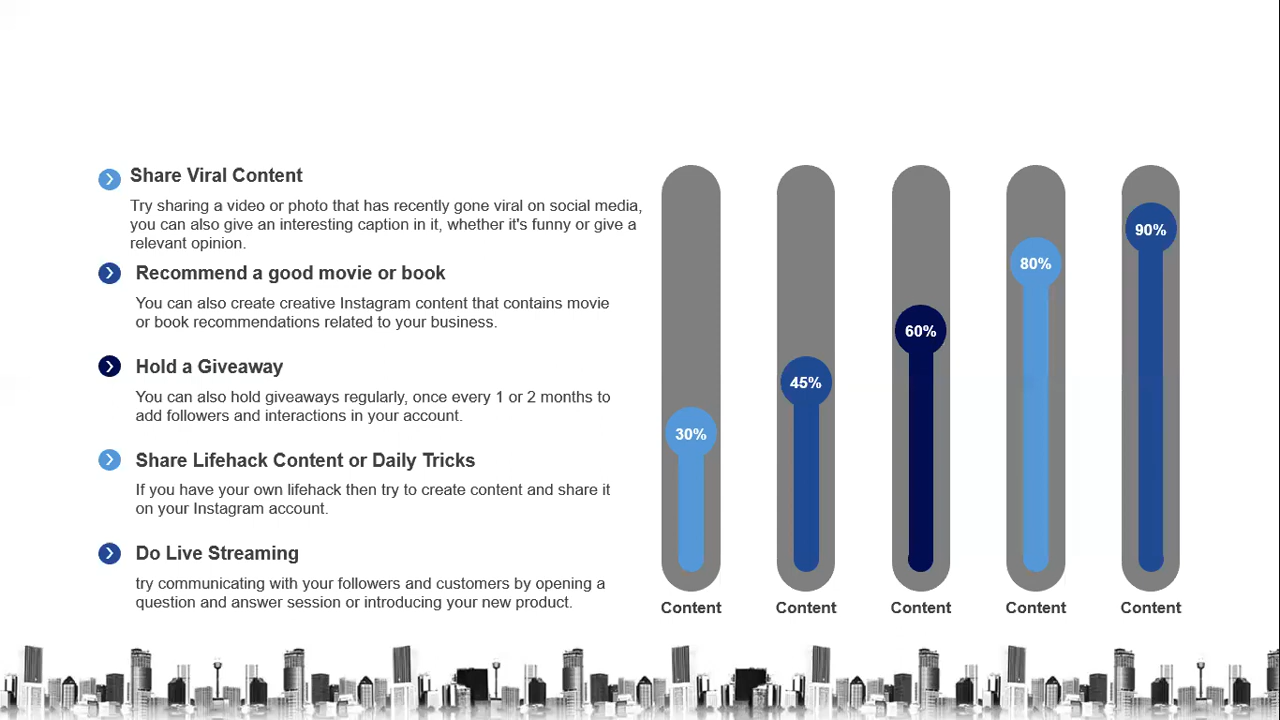 Share Viral Content
Try sharing a video or photo that has recently gone viral on social media,
you can also give an interesting caption in it, whether it's funny or give a
relevant opinion.
Recommend a good movie or book
You can also create creative Instagram content that contains movie
or book recommendations related to your business.
Hold a Giveaway
You can also hold giveaways regularly, once every 1 or 2 months to
add followers and interactions in your account.
Share Lifehack Content or Daily Tricks
If you have your own lifehack then try to create content and share it
on your Instagram account.
Do Live Streaming
try communicating with your followers and customers by opening a
question and answer session or introducing your new product.
30%
45%
60%
80%
90%
Content
Content
Content
Content
Content